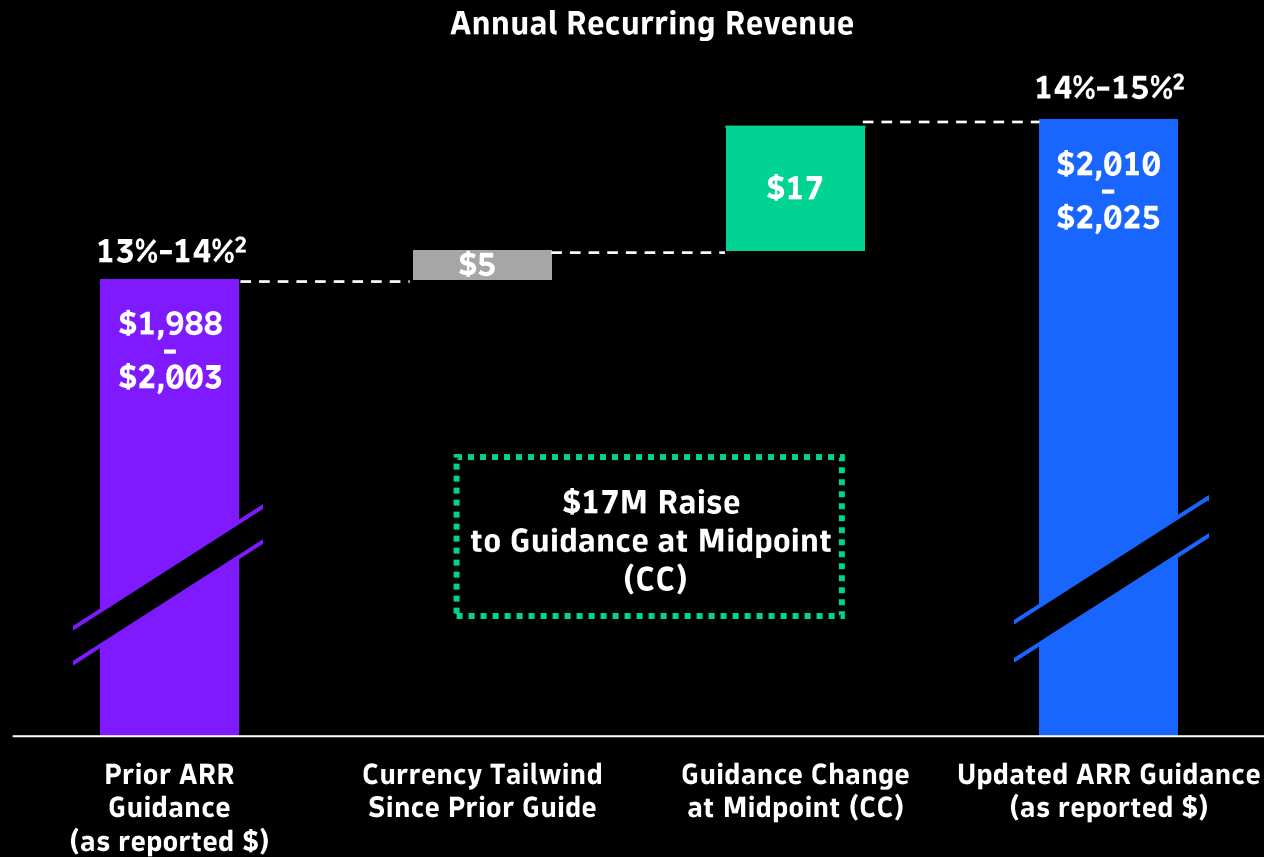 Annual Recurring Revenue
14%–15%²
$2,010
–
$2,025
$17
13%–14%²
$5
$1,988
–
$2,003
$17M Raise
to Guidance at Midpoint
(CC)
Prior ARR
Guidance
(as reported $)
Currency Tailwind
Since Prior Guide
Guidance Change
at Midpoint (CC)
Updated ARR Guidance
(as reported $)